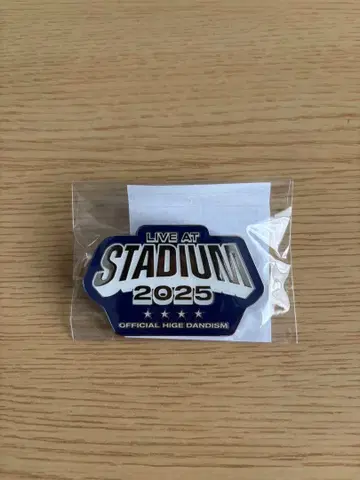 LIVE AT
STADIUM
2025
OFFICIAL HIGE DANDISM